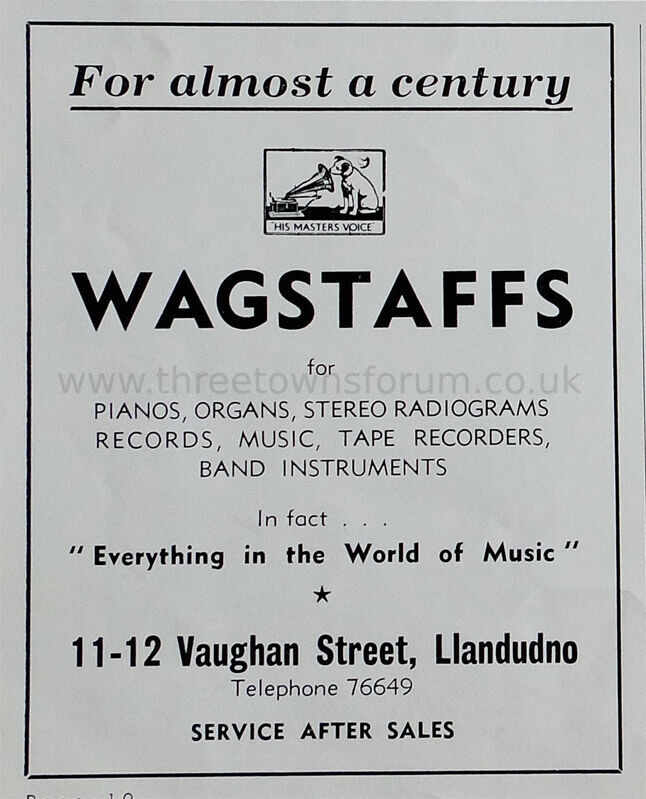 For almost a century
"HIS MASTERS VOICE"
WAGSTAFFS
for
www.threetownsforum.co.uk
PIANOS, ORGANS, STEREO RADIOGRAMS
RECORDS, MUSIC, TAPE RECORDERS,
BAND INSTRUMENTS
In fact . . .
"Everything in the World of Music"
★
11-12 Vaughan Street, Llandudno
Telephone 76649
SERVICE AFTER SALES